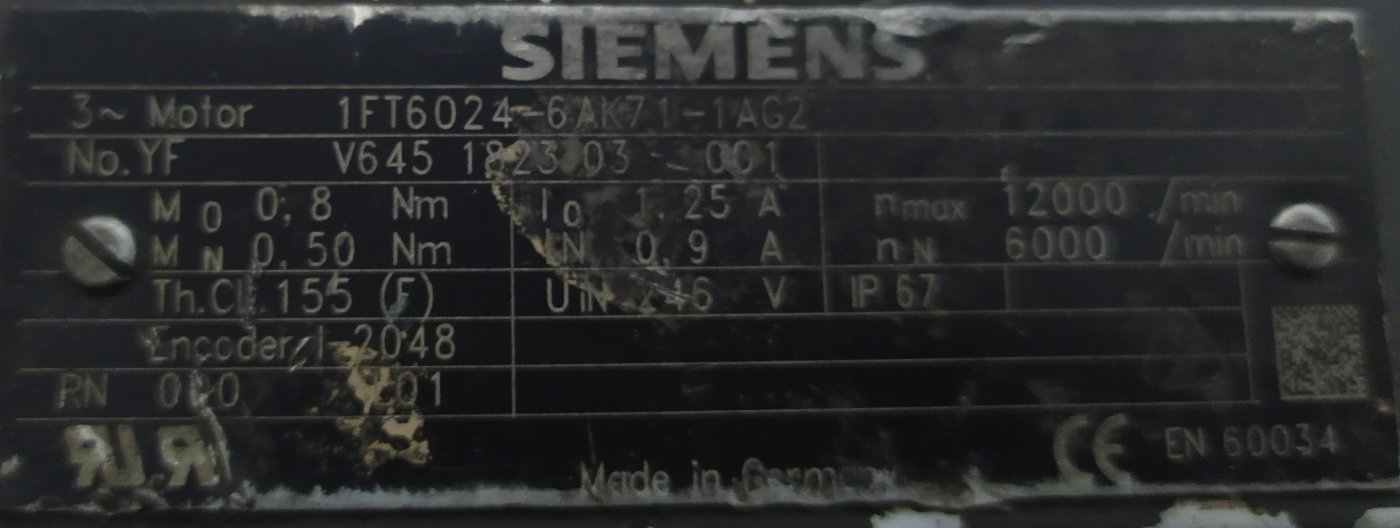 SIEMENS
3~ Motor 1FT6024-6AK71-1AG2
No. YF V645 1823 03 001
M0 0,8 Nm I0 1,25 A nmax 12000 /min
MN 0,50 Nm IN 0,9 A nN 6000 /min
Th.Cl. 155 (F) UIN 246 V IP 67
Encoder I-2048
RN 000 001
CE EN 60034
Made in Germany